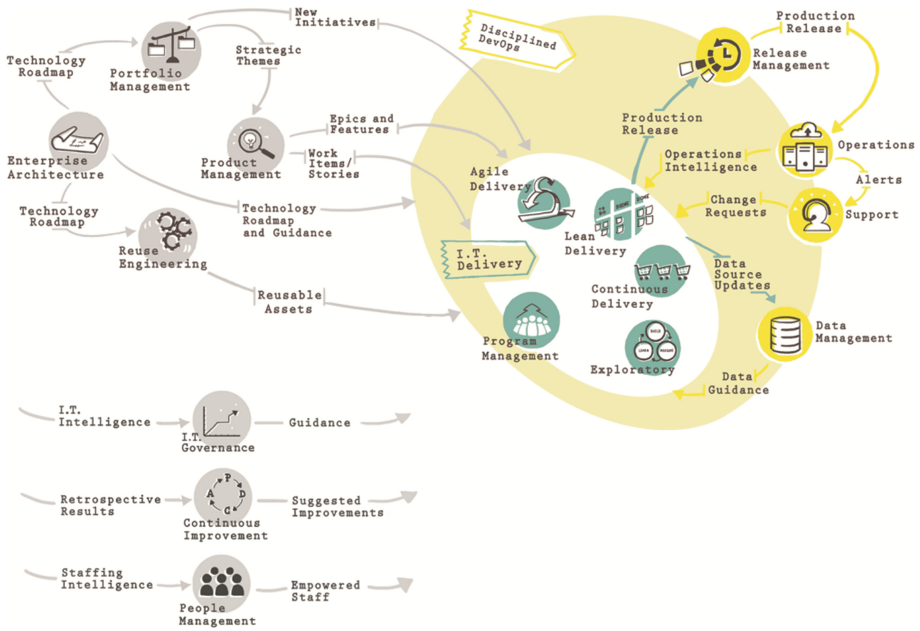 New
Initiatives
Technology
Roadmap
Portfolio
Management
Strategic
Themes
Enterprise
Architecture
Product
Management
Epics and
Features
Work
Items/
Stories
Technology
Roadmap
Reuse
Engineering
Technology
Roadmap
and Guidance
Reusable
Assets
Disciplined
DevOps
Production
Release
Release
Management
Production
Release
Operations
Intelligence
Operations
Alerts
Change
Requests
Support
Agile
Delivery
Lean
Delivery
I.T.
Delivery
Continuous
Delivery
Data
Source
Updates
Program
Management
BUILD
LEARN
MEASURE
Exploratory
Data
Management
Data
Guidance
I.T.
Intelligence
I.T.
Governance
Guidance
Retrospective
Results
P
A
D
C
Continuous
Improvement
Suggested
Improvements
Staffing
Intelligence
People
Management
Empowered
Staff